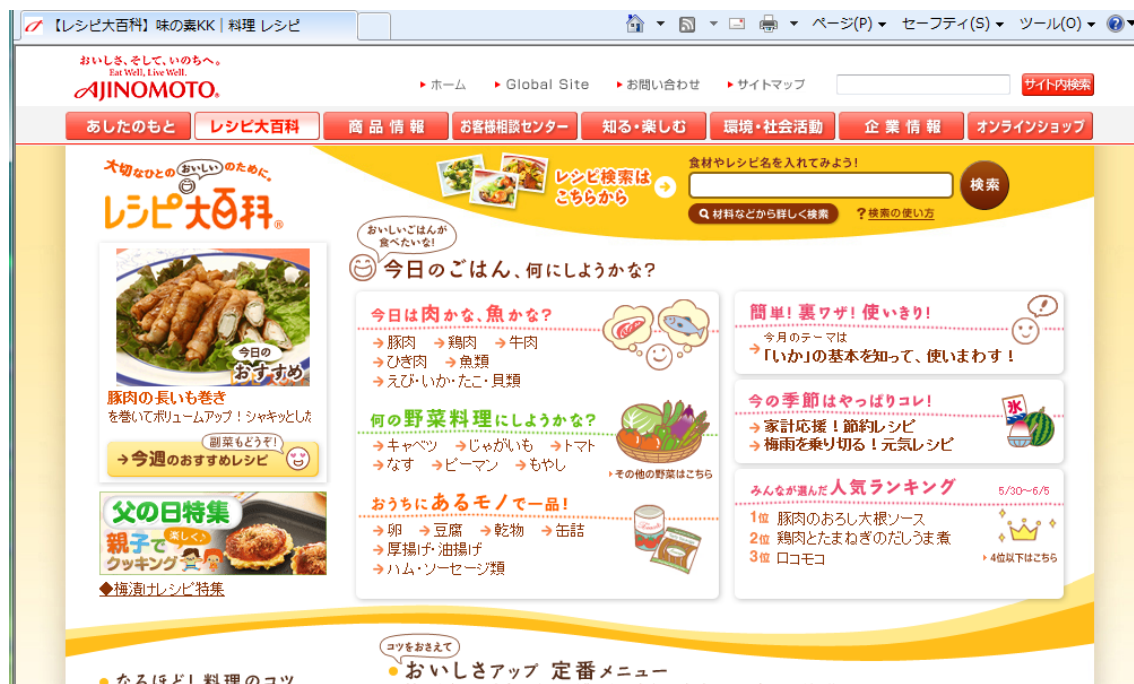 【レシピ大百科】味の素KK | 料理 レシピ
ページ(P) セーフティ(S) ツール(O)
おいしさ、そして、いのちへ。
Eat Well, Live Well.
AJINOMOTO®
ホーム Global Site お問い合わせ サイトマップ サイト内検索
あしたのもと レシピ大百科 商品情報 お客様相談センター 知る・楽しむ 環境・社会活動 企業情報 オンラインショップ
大切なひとのおいしいのために。
レシピ大百科®
レシピ検索は
こちらから
食材やレシピ名を入れてみよう!
検索
材料などから詳しく検索 ?検索の使い方
今日の
おすすめ
豚肉の長いも巻き
を巻いてボリュームアップ!シャキッとした
副菜もどうぞ!
今週のおすすめレシピ
父の日特集
親子で楽しく♪
クッキング
◆梅漬けレシピ特集
おいしいごはんが
食べたいな!
今日のごはん、何にしようかな?
今日は肉かな、魚かな?
豚肉 鶏肉 牛肉
ひき肉 魚類
えび・いか・たこ・貝類
何の野菜料理にしようかな?
キャベツ じゃがいも トマト
なす ピーマン もやし
その他の野菜はこちら
おうちにあるモノで一品!
卵 豆腐 乾物 缶詰
厚揚げ・油揚げ
ハム・ソーセージ類
簡単!裏ワザ!使いきり!
今月のテーマは
「いか」の基本を知って、使いまわす!
今の季節はやっぱりコレ!
氷
家計応援!節約レシピ
梅雨を乗り切る!元気レシピ
みんなが選んだ人気ランキング 5/30〜6/5
1位 豚肉のおろし大根ソース
2位 鶏肉とたまねぎのだしうま煮
3位 ロコモコ
4位以下はこちら
なるほど!料理のコツ
コツをおさえて
おいしさアップ 定番メニュー